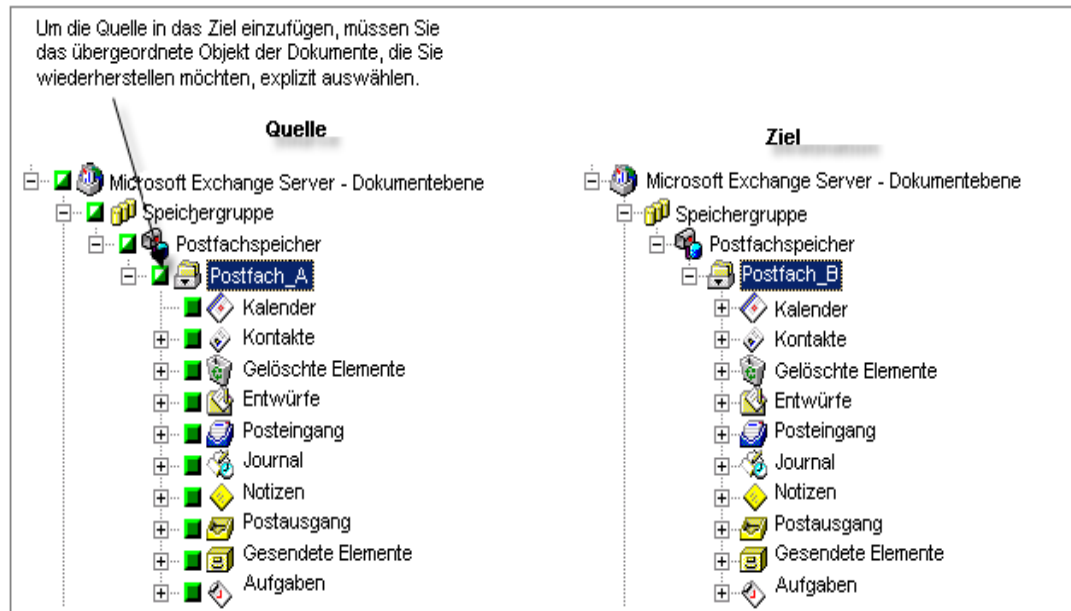 Um die Quelle in das Ziel einzufügen, müssen Sie
das übergeordnete Objekt der Dokumente, die Sie
wiederherstellen möchten, explizit auswählen.
Quelle
Microsoft Exchange Server - Dokumentebene
Speichergruppe
Postfachspeicher
Postfach_A
Kalender
Kontakte
Gelöschte Elemente
Entwürfe
Posteingang
Journal
Notizen
Postausgang
Gesendete Elemente
Aufgaben
Ziel
Microsoft Exchange Server - Dokumentebene
Speichergruppe
Postfachspeicher
Postfach_B
Kalender
Kontakte
Gelöschte Elemente
Entwürfe
Posteingang
Journal
Notizen
Postausgang
Gesendete Elemente
Aufgaben